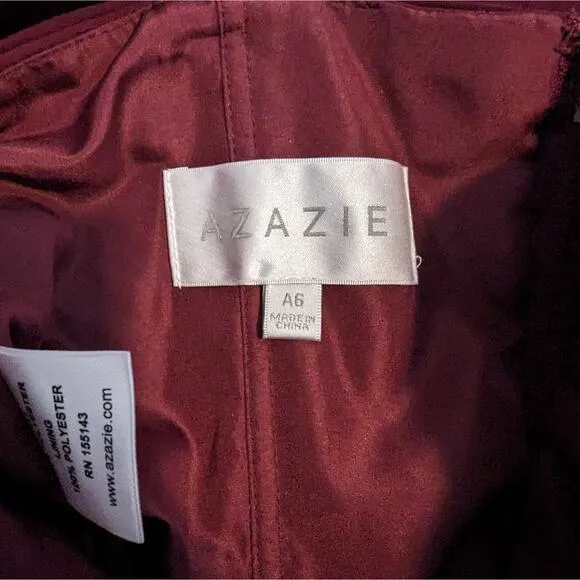 AZAZIE
A6
MADE IN
CHINA
LINING
100% POLYESTER
RN 155143
www.azazie.com